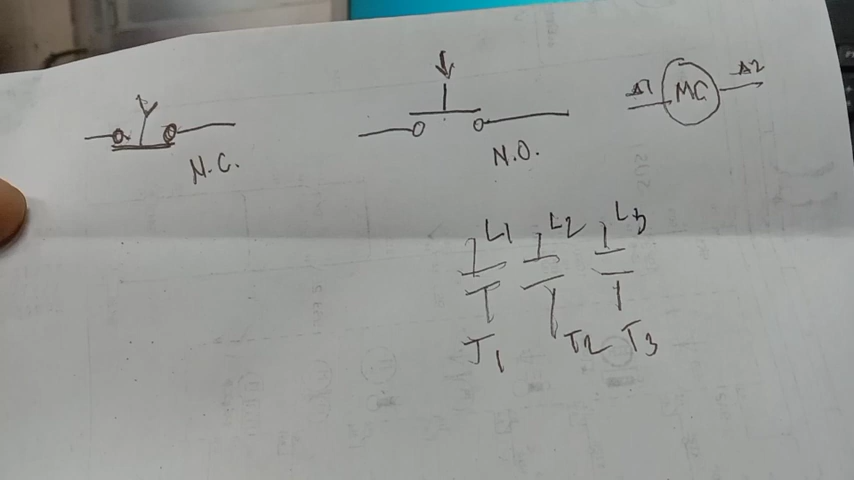 A1 MC A2
N.C.
N.O.
L1 L2 L3
T1 T2 T3